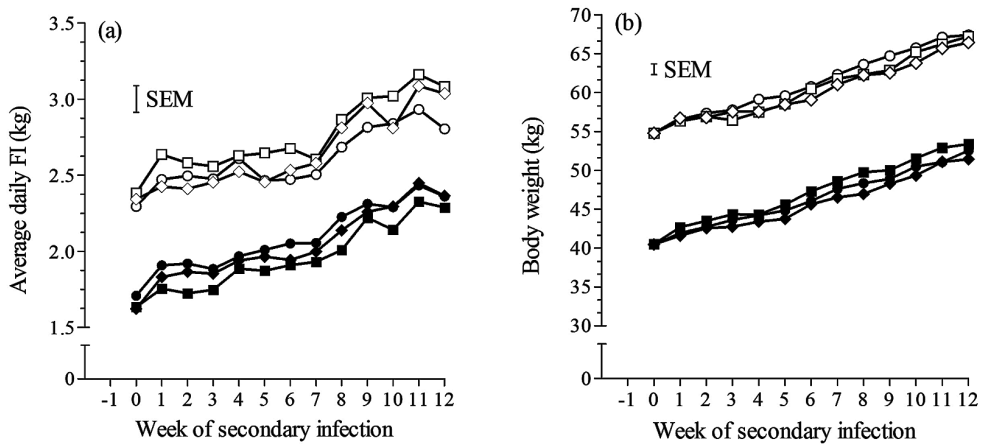 (a)
3.5
3.0
2.5
2.0
1.5
0
SEM
Average daily FI (kg)
-1 0 1 2 3 4 5 6 7 8 9 10 11 12
Week of secondary infection
(b)
70
65
60
55
50
45
40
35
30
0
SEM
Body weight (kg)
-1 0 1 2 3 4 5 6 7 8 9 10 11 12
Week of secondary infection